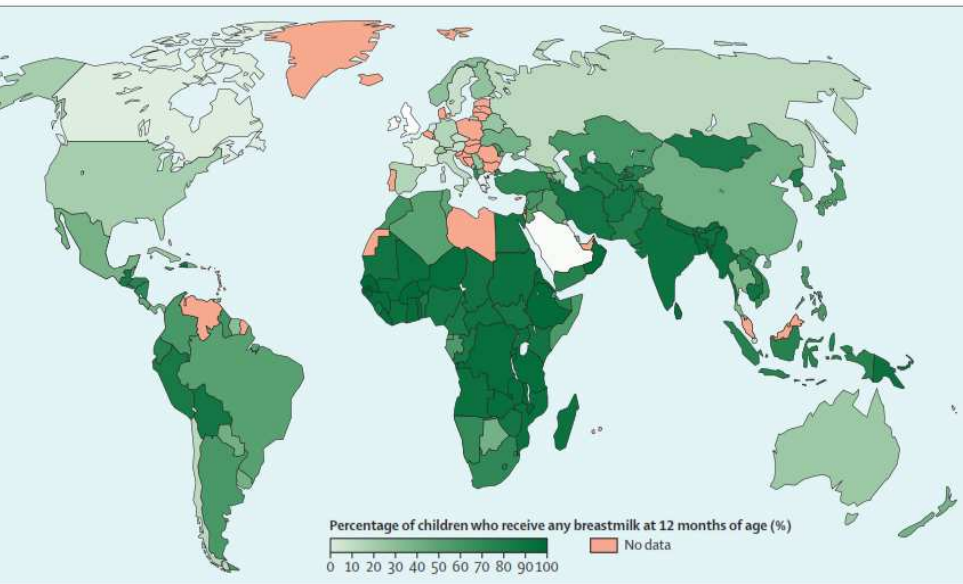 Percentage of children who receive any breastmilk at 12 months of age (%)
No data
0 10 20 30 40 50 60 70 80 90 100